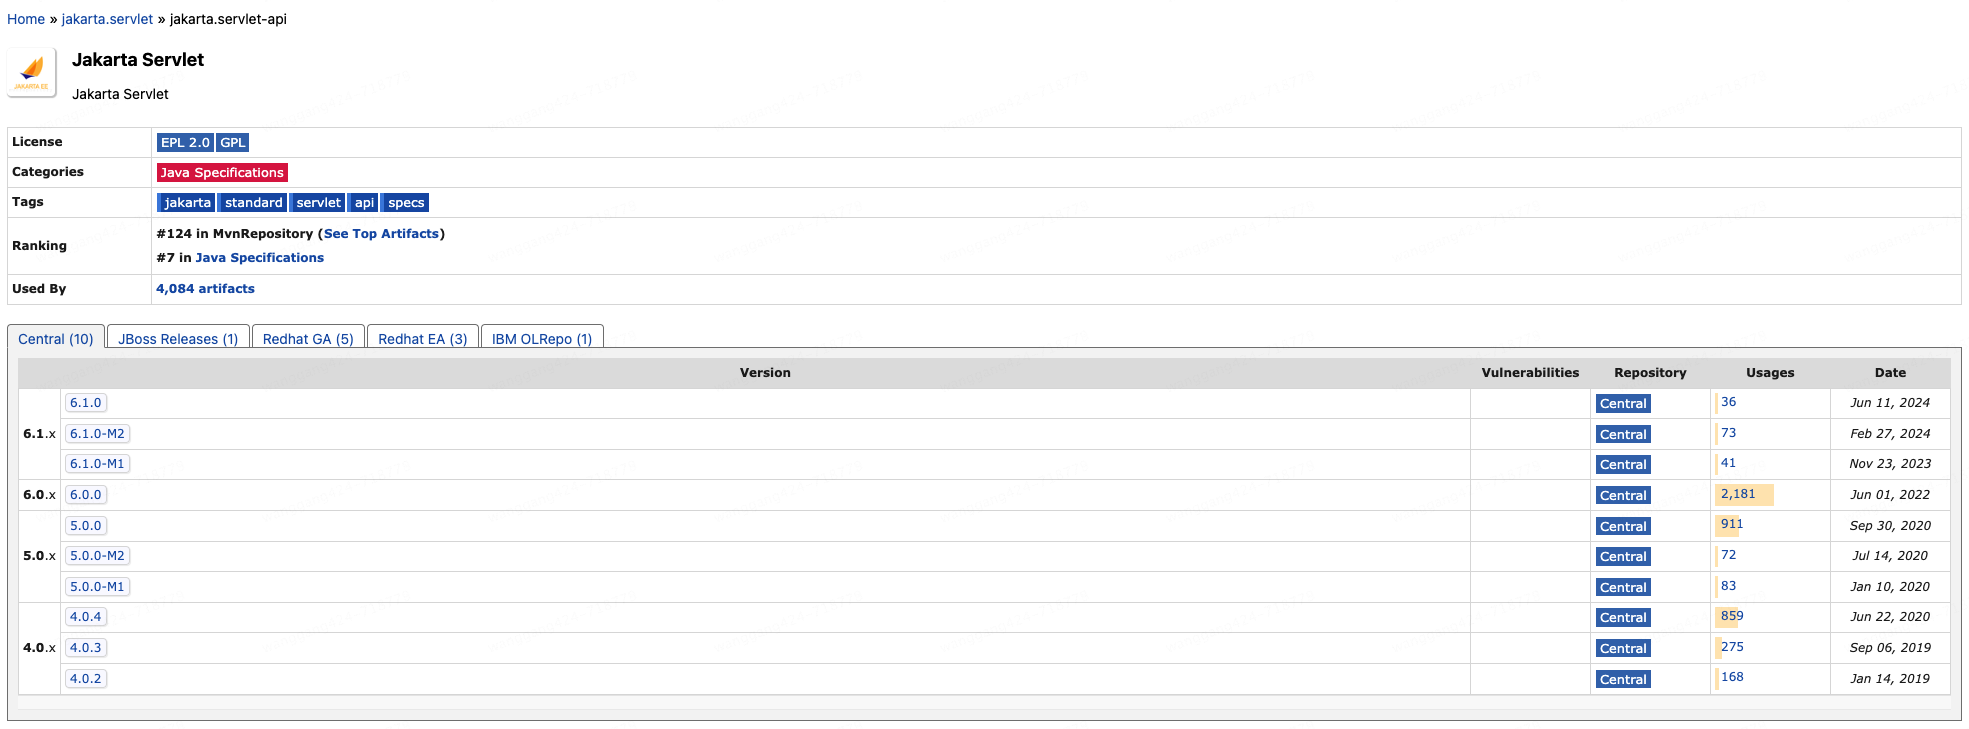 Home » jakarta.servlet » jakarta.servlet-api
JAKARTA EE
Jakarta Servlet
Jakarta Servlet
License EPL 2.0 GPL
Categories Java Specifications
Tags jakarta standard servlet api specs
Ranking #124 in MvnRepository (See Top Artifacts)
#7 in Java Specifications
Used By 4,084 artifacts
Central (10) JBoss Releases (1) Redhat GA (5) Redhat EA (3) IBM OLRepo (1)
Version Vulnerabilities Repository Usages Date
6.1.x
6.1.0 Central 36 Jun 11, 2024
6.1.0-M2 Central 73 Feb 27, 2024
6.1.0-M1 Central 41 Nov 23, 2023
6.0.x
6.0.0 Central 2,181 Jun 01, 2022
5.0.x
5.0.0 Central 911 Sep 30, 2020
5.0.0-M2 Central 72 Jul 14, 2020
5.0.0-M1 Central 83 Jan 10, 2020
4.0.x
4.0.4 Central 859 Jun 22, 2020
4.0.3 Central 275 Sep 06, 2019
4.0.2 Central 168 Jan 14, 2019